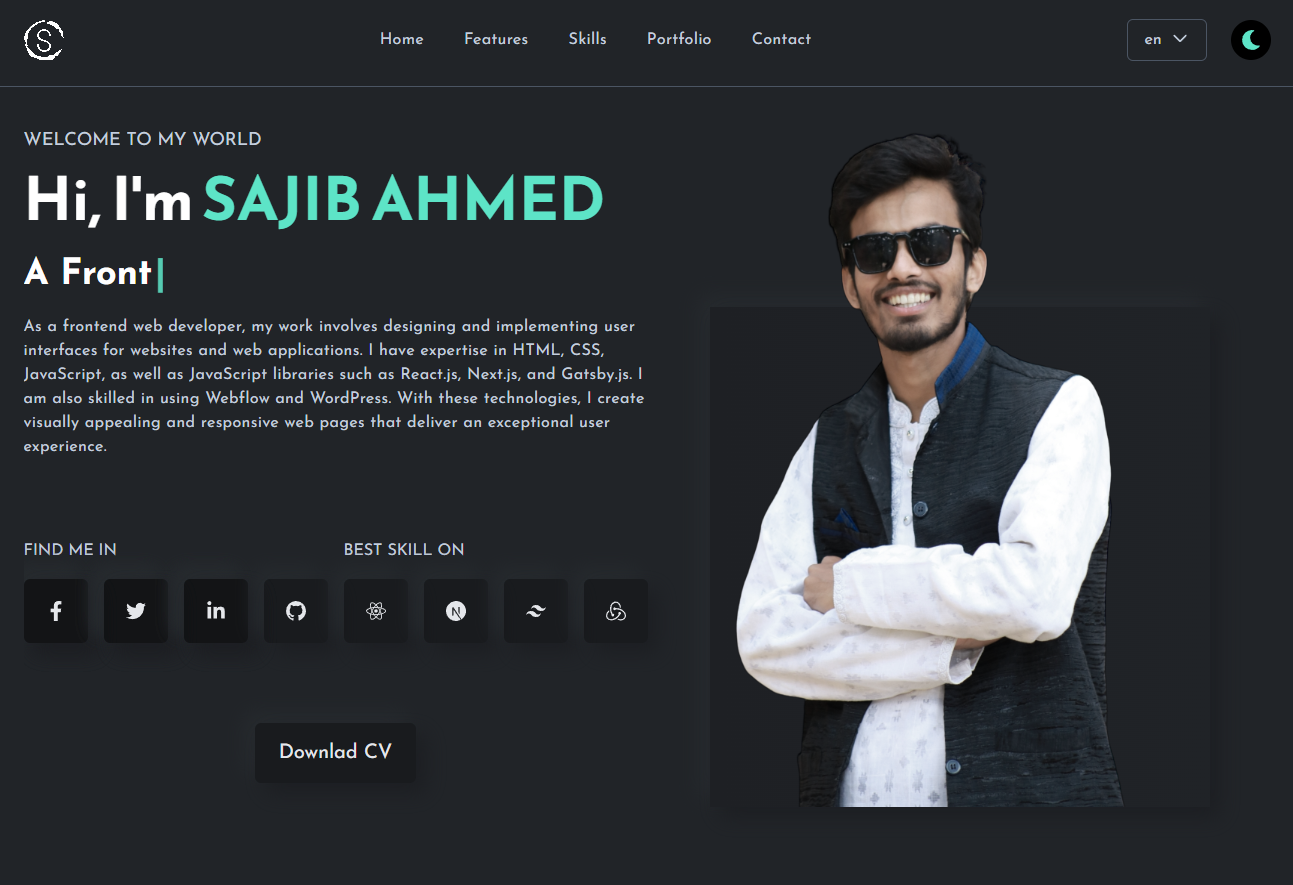 Home Features Skills Portfolio Contact en
WELCOME TO MY WORLD
Hi, I'm SAJIB AHMED
A Front
As a frontend web developer, my work involves designing and implementing user
interfaces for websites and web applications. I have expertise in HTML, CSS,
JavaScript, as well as JavaScript libraries such as React.js, Next.js, and Gatsby.js. I
am also skilled in using Webflow and WordPress. With these technologies, I create
visually appealing and responsive web pages that deliver an exceptional user
experience.
FIND ME IN
BEST SKILL ON
Downlad CV